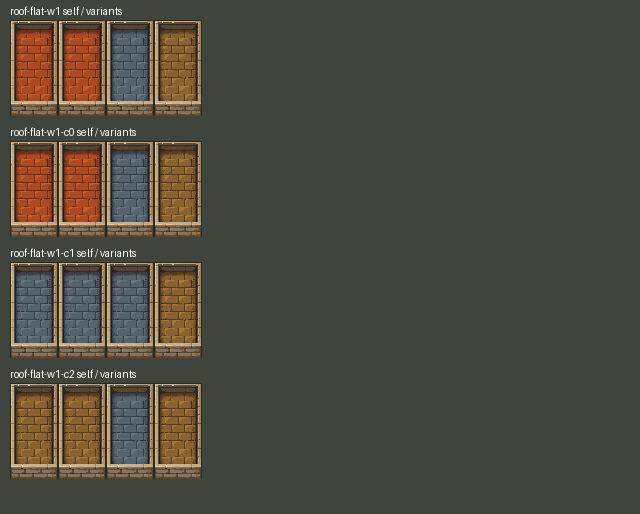 roof-flat-w1 self / variants
roof-flat-w1-c0 self / variants
roof-flat-w1-c1 self / variants
roof-flat-w1-c2 self / variants